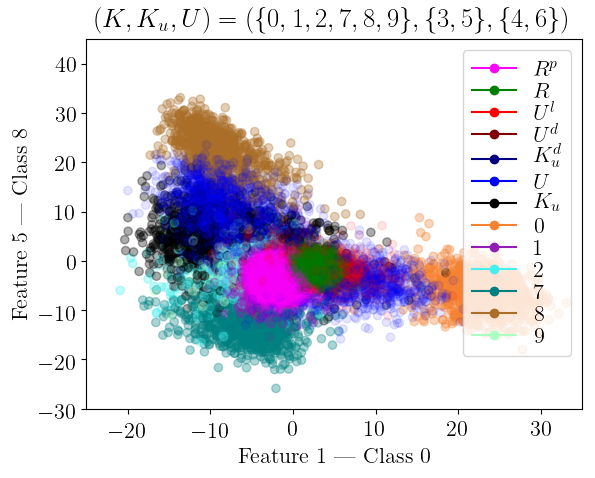 (K, K_u, U) = ({0, 1, 2, 7, 8, 9}, {3, 5}, {4, 6})
40
30
20
10
0
−10
−20
−30
Feature 5 — Class 8
R^p
R
U^l
U^d
K_u^d
U
K_u
0
1
2
7
8
9
−20 −10 0 10 20 30
Feature 1 — Class 0